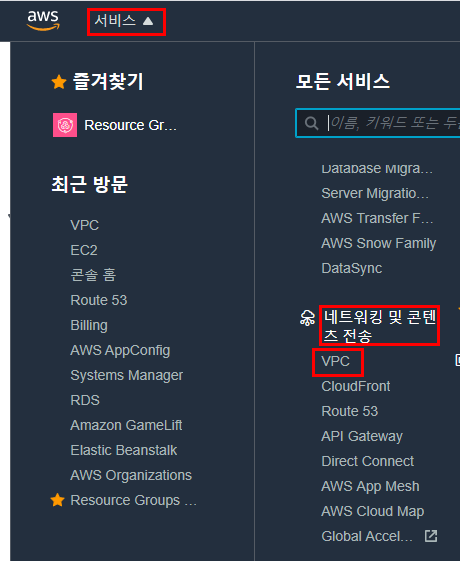 aws
서비스 ▲
즐겨찾기
Resource Gr...
최근 방문
VPC
EC2
콘솔 홈
Route 53
Billing
AWS AppConfig
Systems Manager
RDS
Amazon GameLift
Elastic Beanstalk
AWS Organizations
Resource Groups ...
모든 서비스
이름, 키워드 또는
Database Migra...
Server Migratio...
AWS Transfer F...
AWS Snow Family
DataSync
네트워킹 및 콘텐
츠 전송
VPC
CloudFront
Route 53
API Gateway
Direct Connect
AWS App Mesh
AWS Cloud Map
Global Accel...